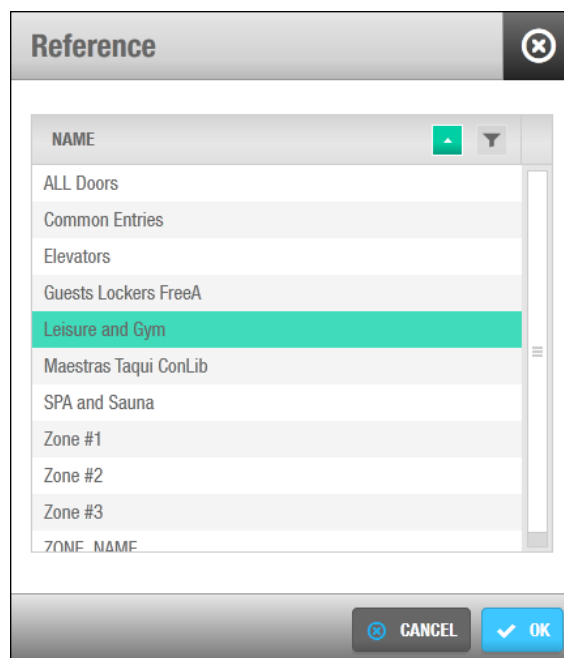 Reference
NAME
ALL Doors
Common Entries
Elevators
Guests Lockers FreeA
Leisure and Gym
Maestras Taqui ConLib
SPA and Sauna
Zone #1
Zone #2
Zone #3
ZONE_NAME
CANCEL
OK